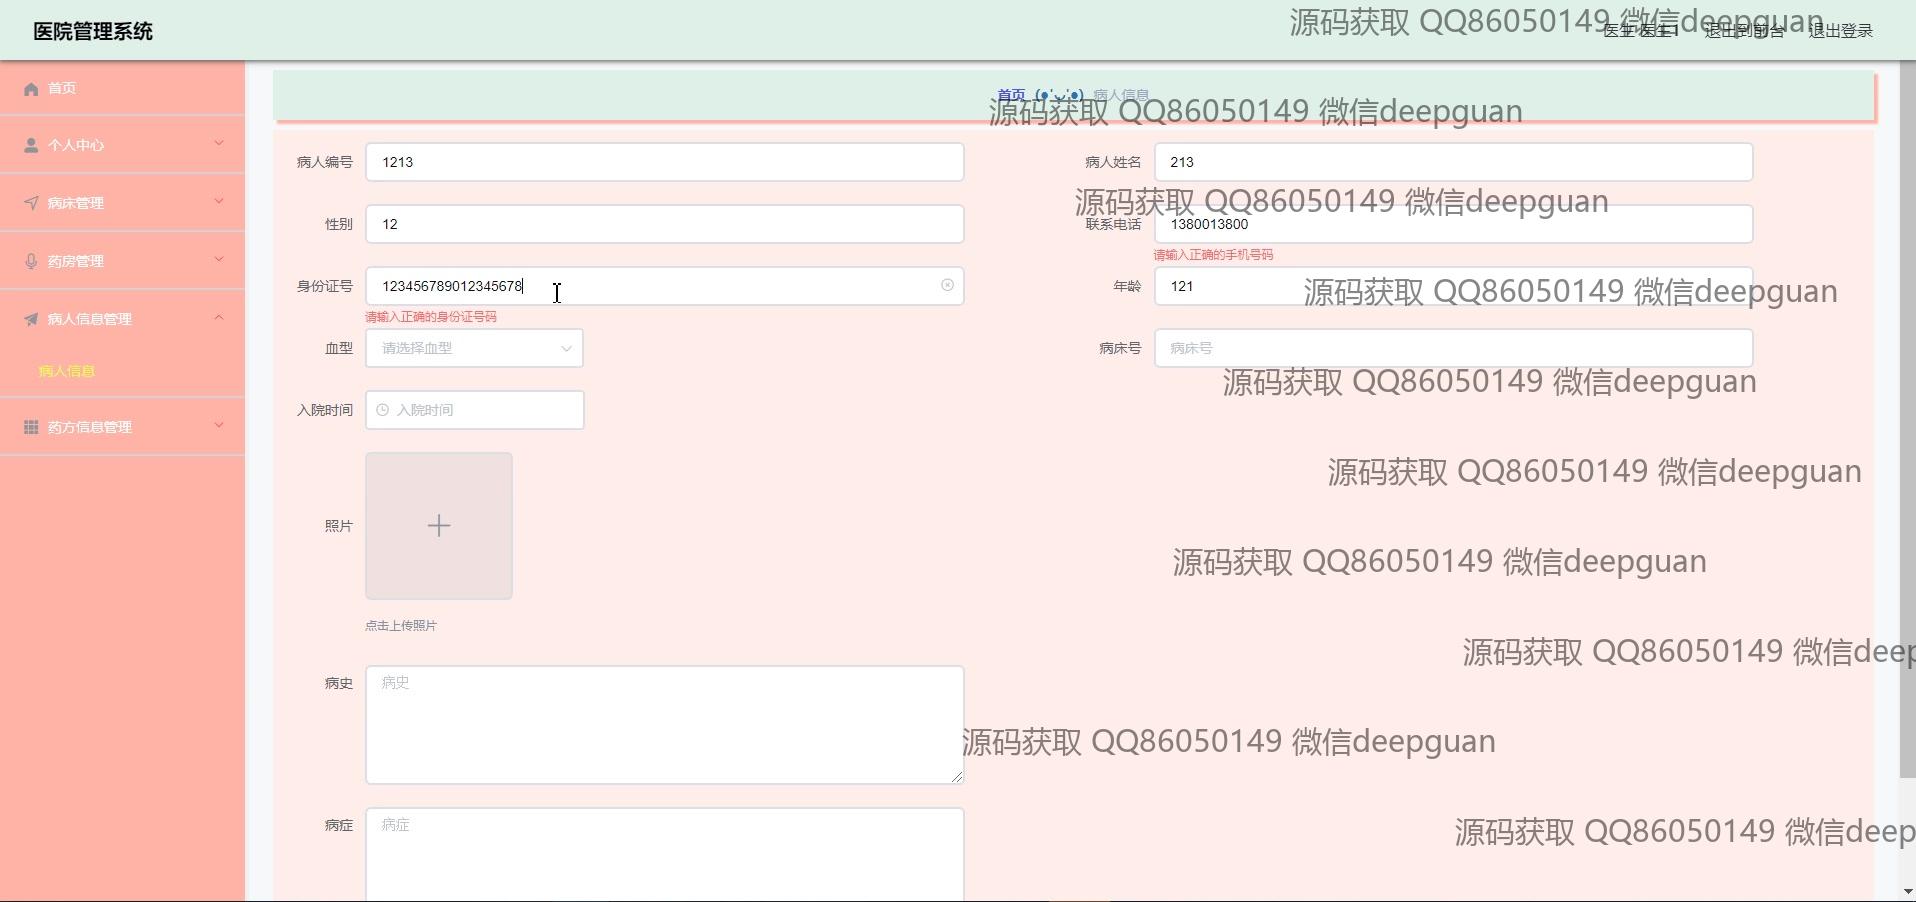 医院管理系统
源码获取 QQ86050149 微信deepguan
医生 医生1 退出到前台 退出登录
首页
首页 (●'◡'●) 病人信息
源码获取 QQ86050149 微信deepguan
个人中心
病人编号 1213 病人姓名 213
病床管理
源码获取 QQ86050149 微信deepguan
性别 12 联系电话 1380013800
请输入正确的手机号码
药房管理
身份证号 123456789012345678 年龄 121
源码获取 QQ86050149 微信deepguan
请输入正确的身份证号码
病人信息管理
血型 请选择血型 病床号 病床号
病人信息
源码获取 QQ86050149 微信deepguan
入院时间 入院时间
药方信息管理
源码获取 QQ86050149 微信deepguan
照片
源码获取 QQ86050149 微信deepguan
点击上传照片
源码获取 QQ86050149 微信deep
病史 病史
源码获取 QQ86050149 微信deepguan
病症 病症
源码获取 QQ86050149 微信deep